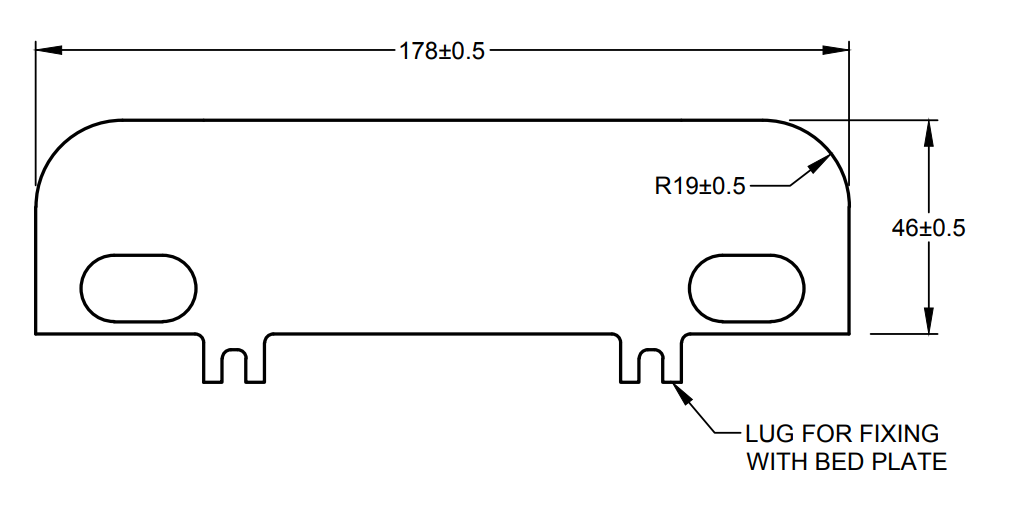 178±0.5
R19±0.5
46±0.5
LUG FOR FIXING
WITH BED PLATE